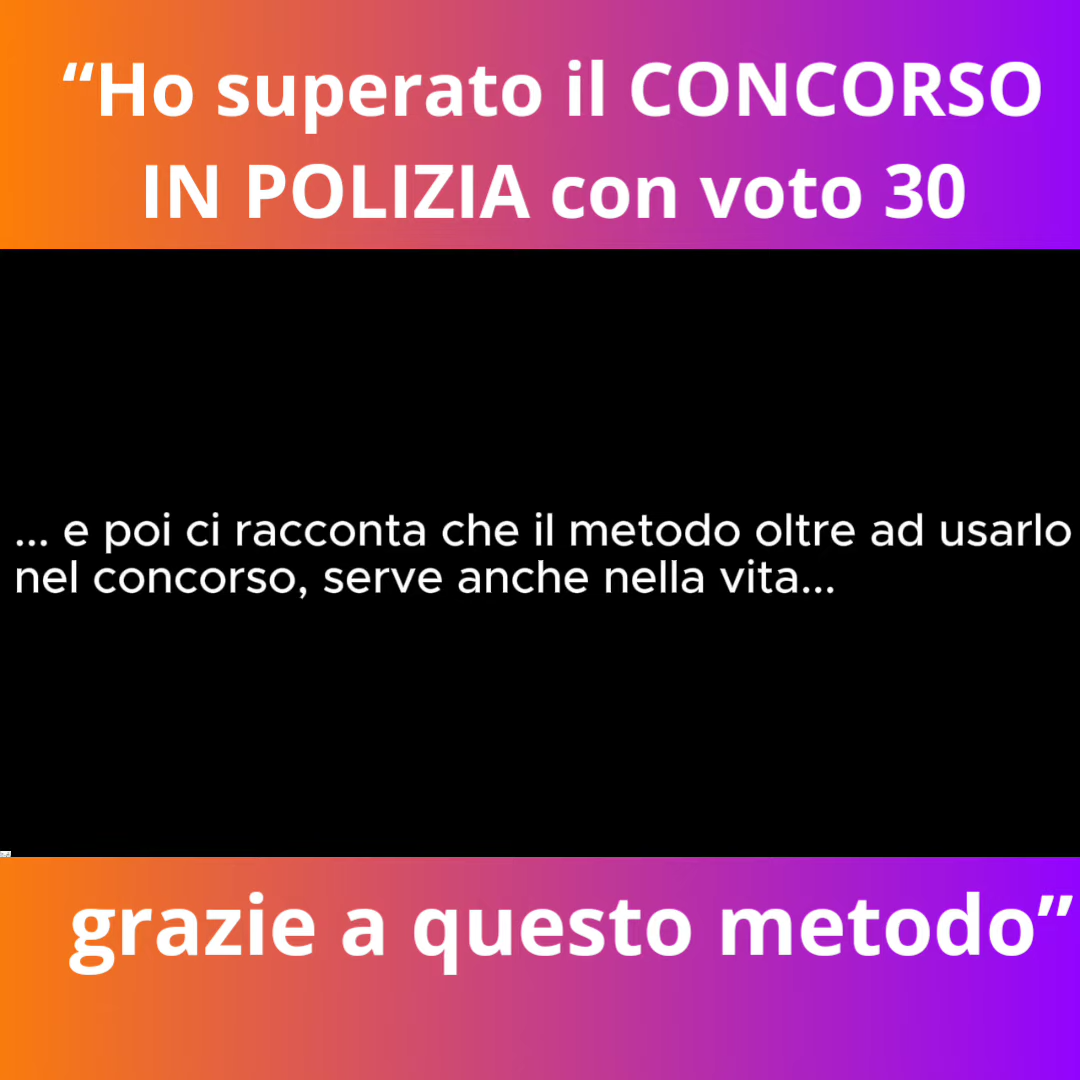 “Ho superato il CONCORSO
IN POLIZIA con voto 30
... e poi ci racconta che il metodo oltre ad usarlo
nel concorso, serve anche nella vita...
grazie a questo metodo”